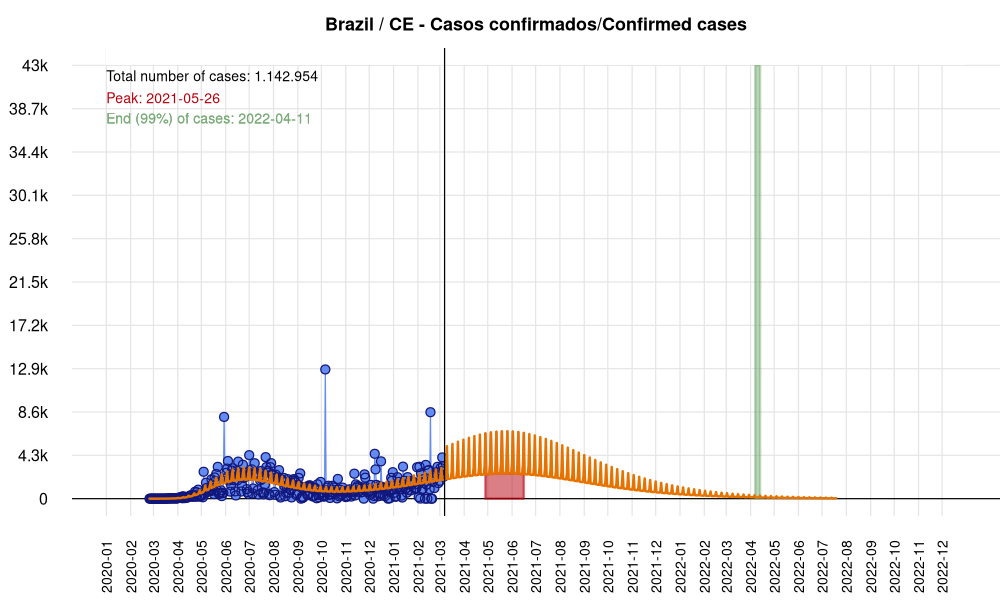 Brazil / CE - Casos confirmados/Confirmed cases
43k
Total number of cases: 1.142.954
Peak: 2021-05-26
End (99%) of cases: 2022-04-11
38.7k
34.4k
30.1k
25.8k
21.5k
17.2k
12.9k
8.6k
4.3k
0
2020-01
2020-02
2020-03
2020-04
2020-05
2020-06
2020-07
2020-08
2020-09
2020-10
2020-11
2020-12
2021-01
2021-02
2021-03
2021-04
2021-05
2021-06
2021-07
2021-08
2021-09
2021-10
2021-11
2021-12
2022-01
2022-02
2022-03
2022-04
2022-05
2022-06
2022-07
2022-08
2022-09
2022-10
2022-11
2022-12